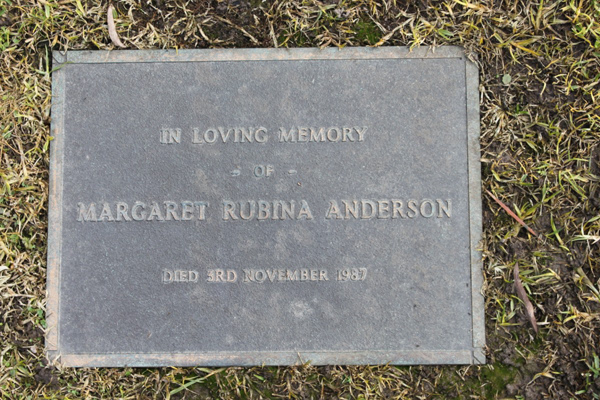 IN LOVING MEMORY
- OF -
MARGARET RUBINA ANDERSON
DIED 3RD NOVEMBER 1987